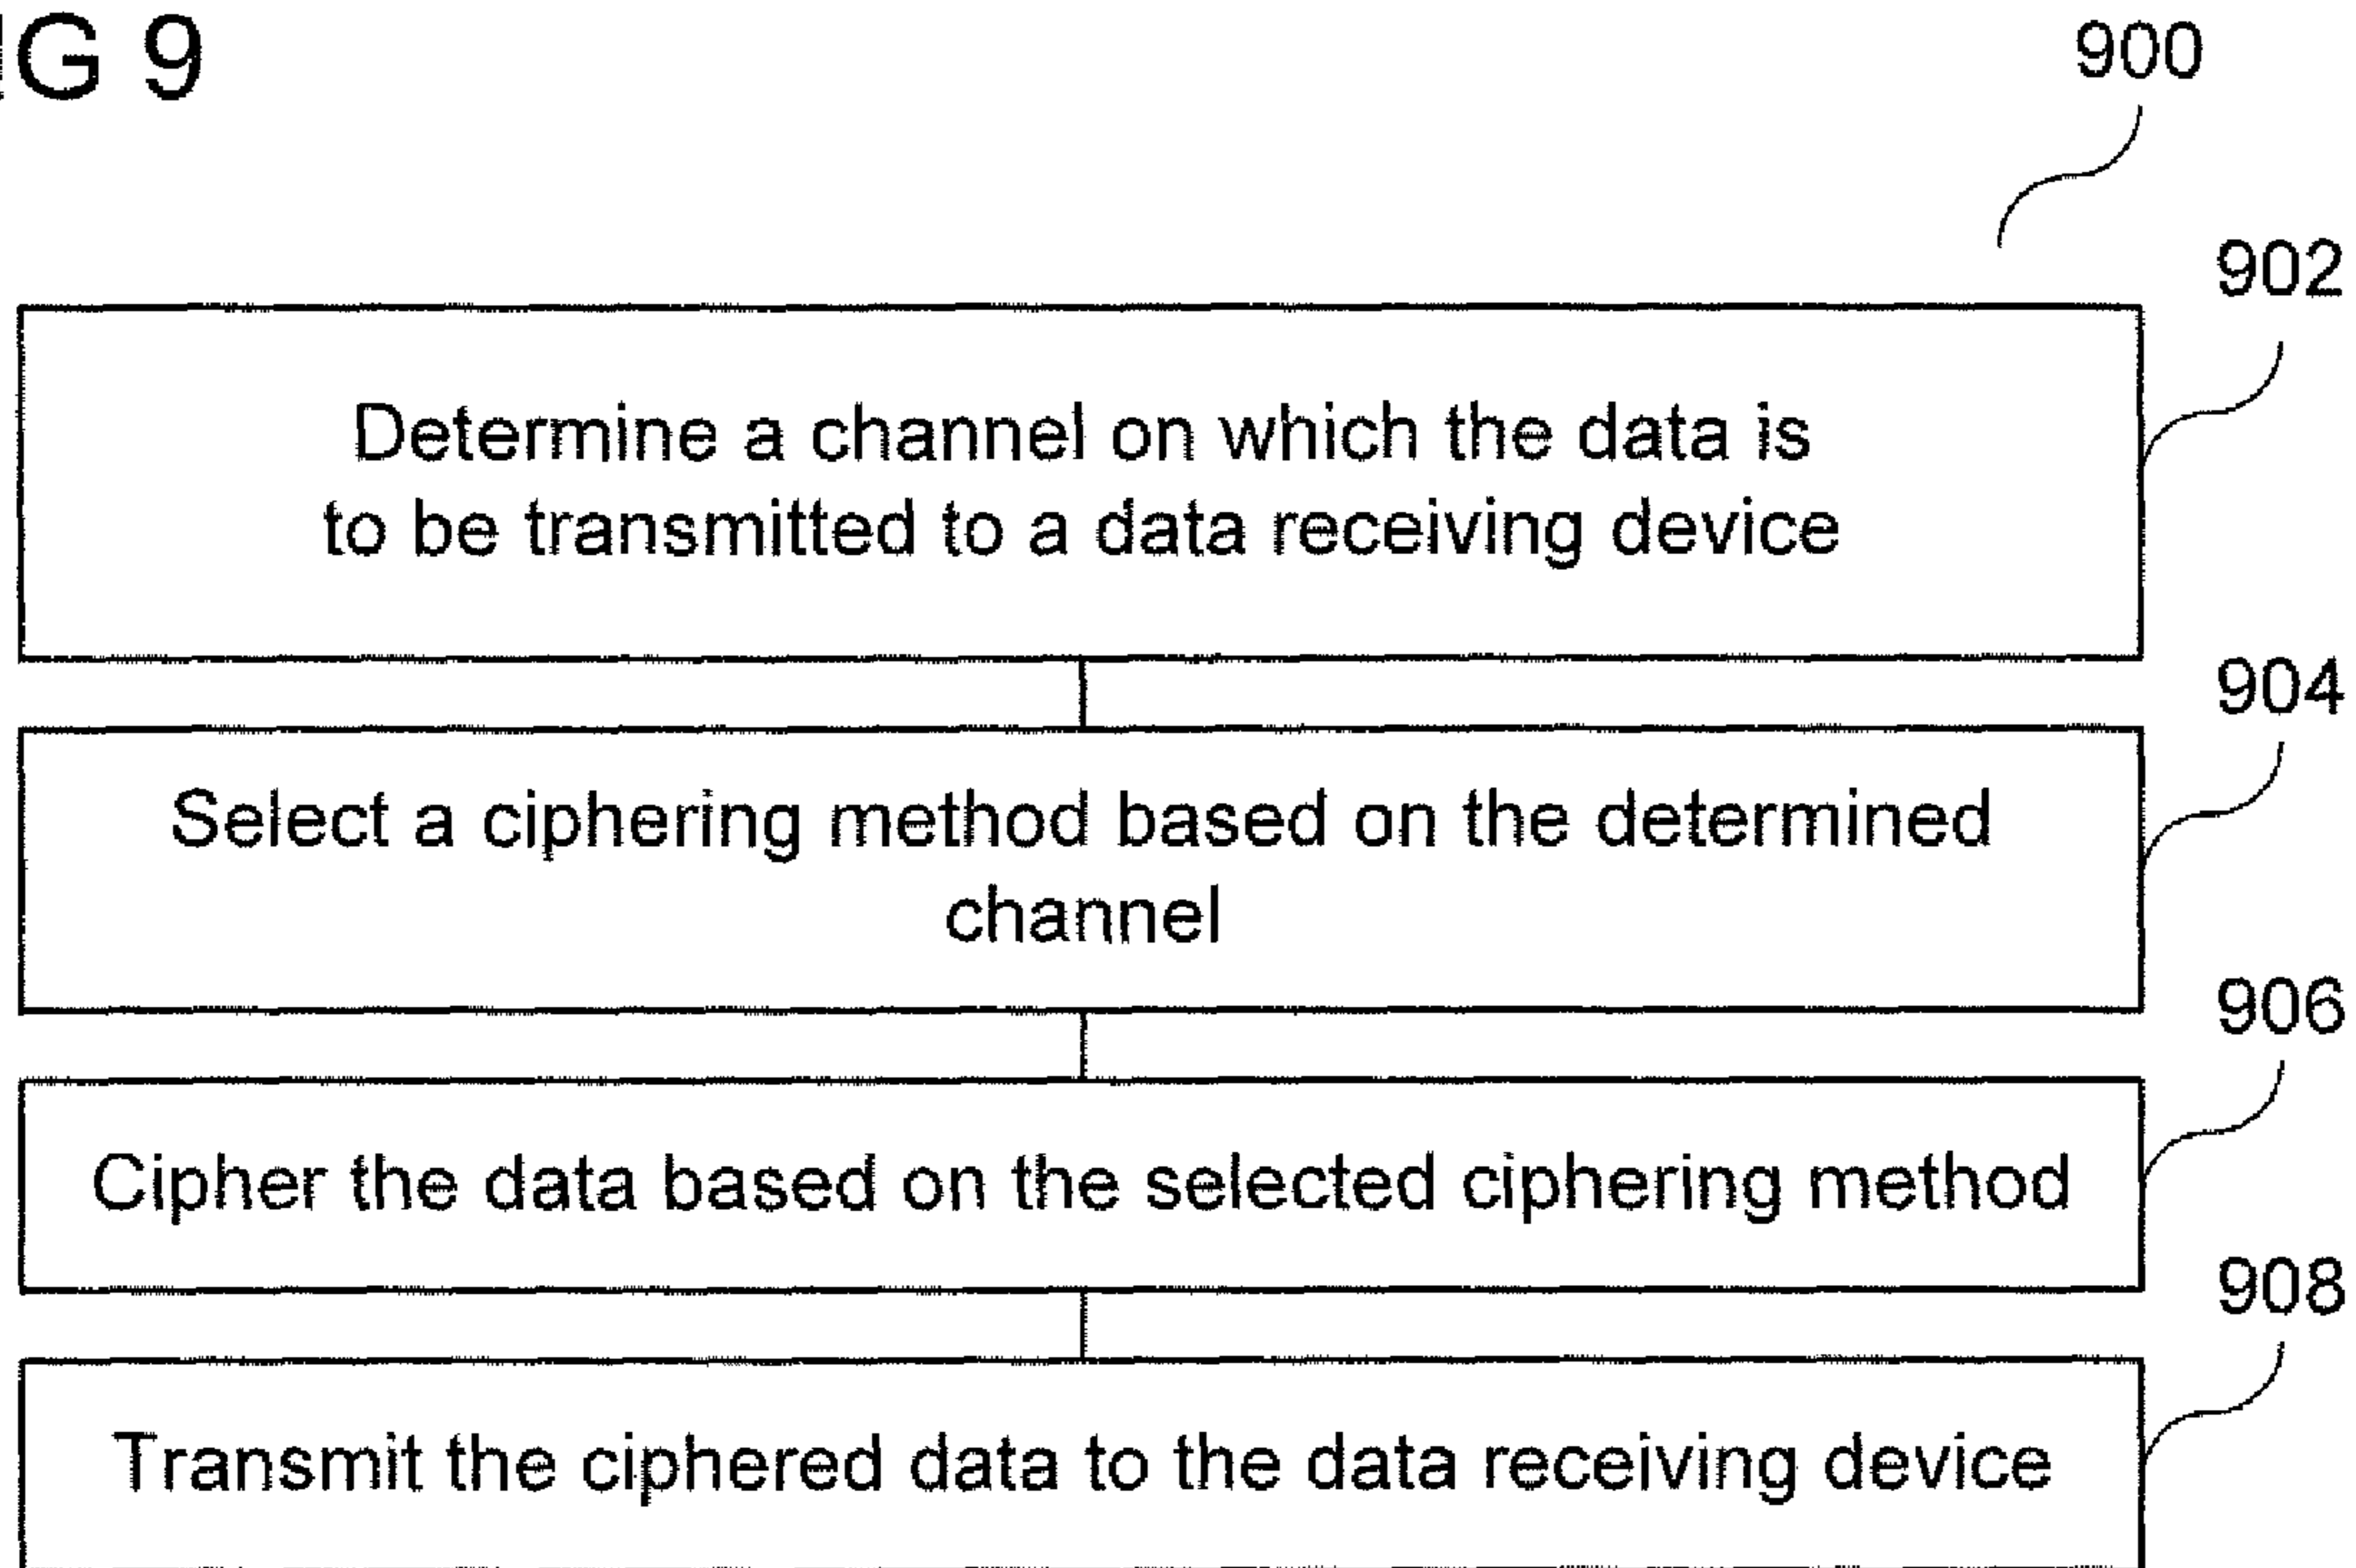 G 9
900
902
Determine a channel on which the data is
to be transmitted to a data receiving device
904
Select a ciphering method based on the determined
channel
906
Cipher the data based on the selected ciphering method
908
Transmit the ciphered data to the data receiving device